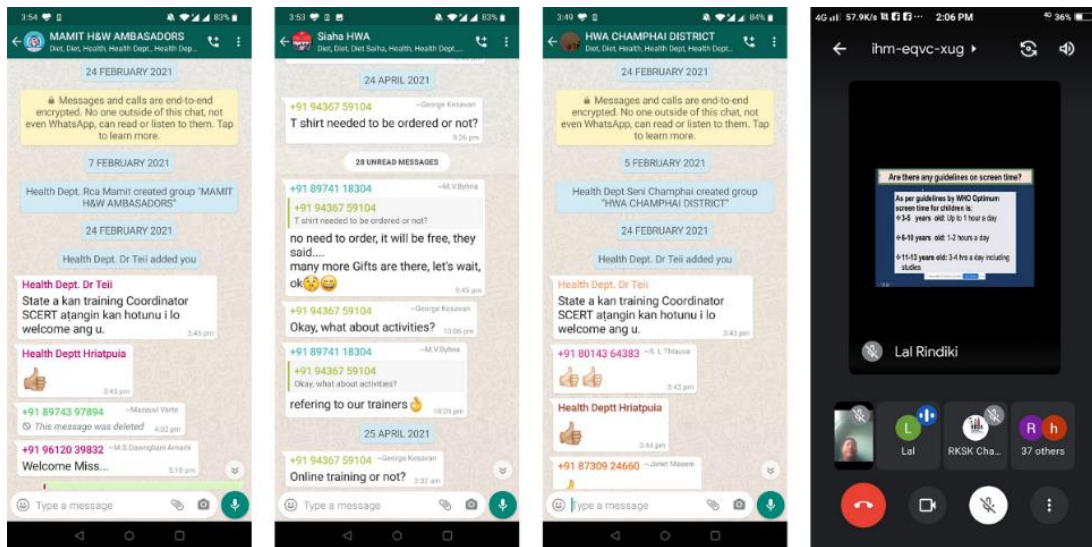 3:54 83%
MAMIT H&W AMBASADORS
Diet, Diet, Health, Health Dept., Health Dep...
24 FEBRUARY 2021
Messages and calls are end-to-end
encrypted. No one outside of this chat, not
even WhatsApp, can read or listen to them. Tap
to learn more.
7 FEBRUARY 2021
Health Dept. Rca Mamit created group "MAMIT
H&W AMBASADORS"
24 FEBRUARY 2021
Health Dept. Dr Teii added you
Health Dept. Dr Teii
State a kan training Coordinator
SCERT aṭangin kan hotunu i lo
welcome ang u.
3:45 pm
Health Deptt Hriatpuia
3:45 pm
+91 89743 97894 ~Mazauvi Varte
This message was deleted 4:02 pm
+91 96120 39832
Welcome Miss... 5:19 pm
Type a message
3:53 83%
Siaha HWA
Diet, Diet, Diet Saiha, Health, Health Dept....
24 APRIL 2021
+91 94367 59104 ~George Kesavan
T shirt needed to be ordered or not?
9:26 pm
28 UNREAD MESSAGES
+91 89741 18304 ~M.V.Byhna
+91 94367 59104
T shirt needed to be ordered or not?
no need to order, it will be free, they
said....
many more Gifts are there, let's wait,
ok😚😄
9:45 pm
+91 94367 59104 ~George Kesavan
Okay, what about activities? 10:06 pm
+91 89741 18304 ~M.V.Byhna
+91 94367 59104
Okay, what about activities?
refering to our trainers👌 10:09 pm
25 APRIL 2021
+91 94367 59104 ~George Kesavan
Online training or not? 3:32 am
Type a message
3:49 84%
HWA CHAMPHAI DISTRICT
Diet, Diet, Health, Health Dept, Health Dept...
24 FEBRUARY 2021
Messages and calls are end-to-end
encrypted. No one outside of this chat, not
even WhatsApp, can read or listen to them. Tap
to learn more.
5 FEBRUARY 2021
Health Dept Seni Champhai created group
"HWA CHAMPHAI DISTRICT"
24 FEBRUARY 2021
Health Dept. Dr Teii added you
Health Dept. Dr Teii
State a kan training Coordinator
SCERT aṭangin kan hotunu i lo
welcome ang u.
3:43 pm
+91 80143 64383 ~S. L Thiauva
3:43 pm
Health Deptt Hriatpuia
3:44 pm
+91 87309 24660
Type a message
4G 57.9K/s 2:06 PM 4G 36%
ihm-eqvc-xug
Are there any guidelines on screen time?
As per guidelines by WHO Optimum
screen time for children is:
3-5 years old: Up to 1 hour a day
6-10 years old: 1-2 hours a day
11-13 years old: 3-4 hrs a day including
studies
Lal Rindiki
L
Lal
RKSK Cha...
R h
37 others